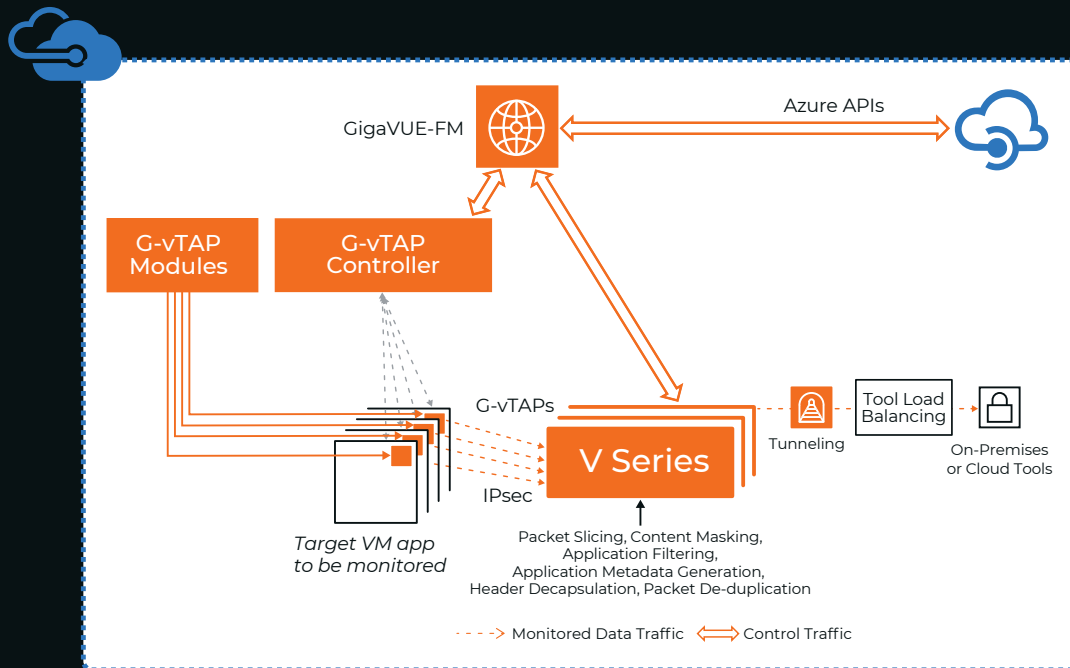 Azure APIs
GigaVUE-FM
G-vTAP
Modules
G-vTAP
Controller
G-vTAPs
V Series
IPsec
Tunneling
Tool Load
Balancing
On-Premises
or Cloud Tools
Target VM app
to be monitored
Packet Slicing, Content Masking,
Application Filtering,
Application Metadata Generation,
Header Decapsulation, Packet De-duplication
Monitored Data Traffic
Control Traffic